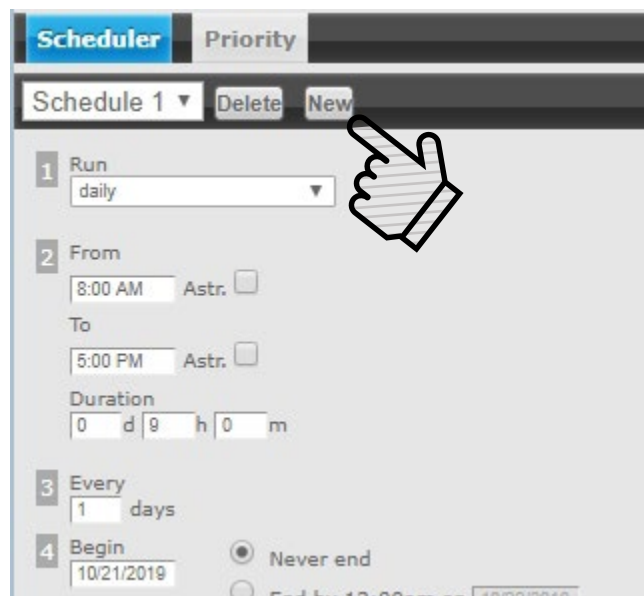 Scheduler Priority
Schedule 1 Delete New
1 Run
daily
2 From
8:00 AM Astr.
To
5:00 PM Astr.
Duration
0 d 9 h 0 m
3 Every
1 days
4 Begin Never end
10/21/2019